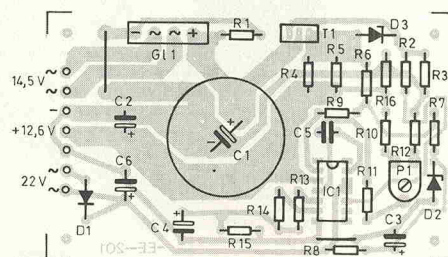 − ~ ~ +
Gl1
R1
T1
D3
R4
R5
R6
R2
R3
R16
14,5 V
~
~
−
+12,6 V
22 V
~
~
C2
C6
C1
R9
C5
R7
R10
R12
R11
P1
IC1
D1
C4
R14
R13
R15
R8
C3
D2
EE-201